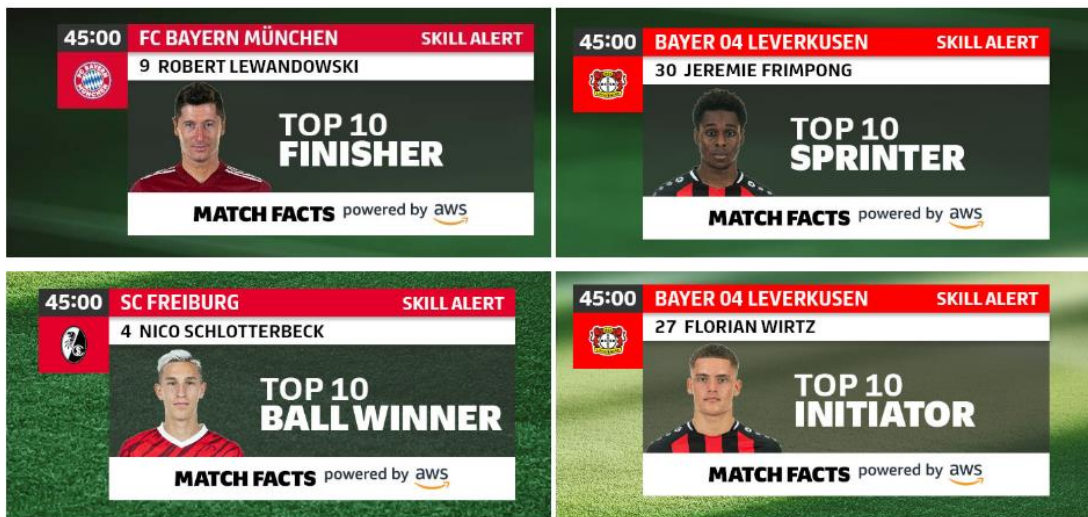 45:00 FC BAYERN MÜNCHEN SKILL ALERT
9 ROBERT LEWANDOWSKI
TOP 10
FINISHER
MATCH FACTS powered by aws
45:00 BAYER 04 LEVERKUSEN SKILL ALERT
30 JEREMIE FRIMPONG
TOP 10
SPRINTER
MATCH FACTS powered by aws
45:00 SC FREIBURG SKILL ALERT
4 NICO SCHLOTTERBECK
TOP 10
BALL WINNER
MATCH FACTS powered by aws
45:00 BAYER 04 LEVERKUSEN SKILL ALERT
27 FLORIAN WIRTZ
TOP 10
INITIATOR
MATCH FACTS powered by aws